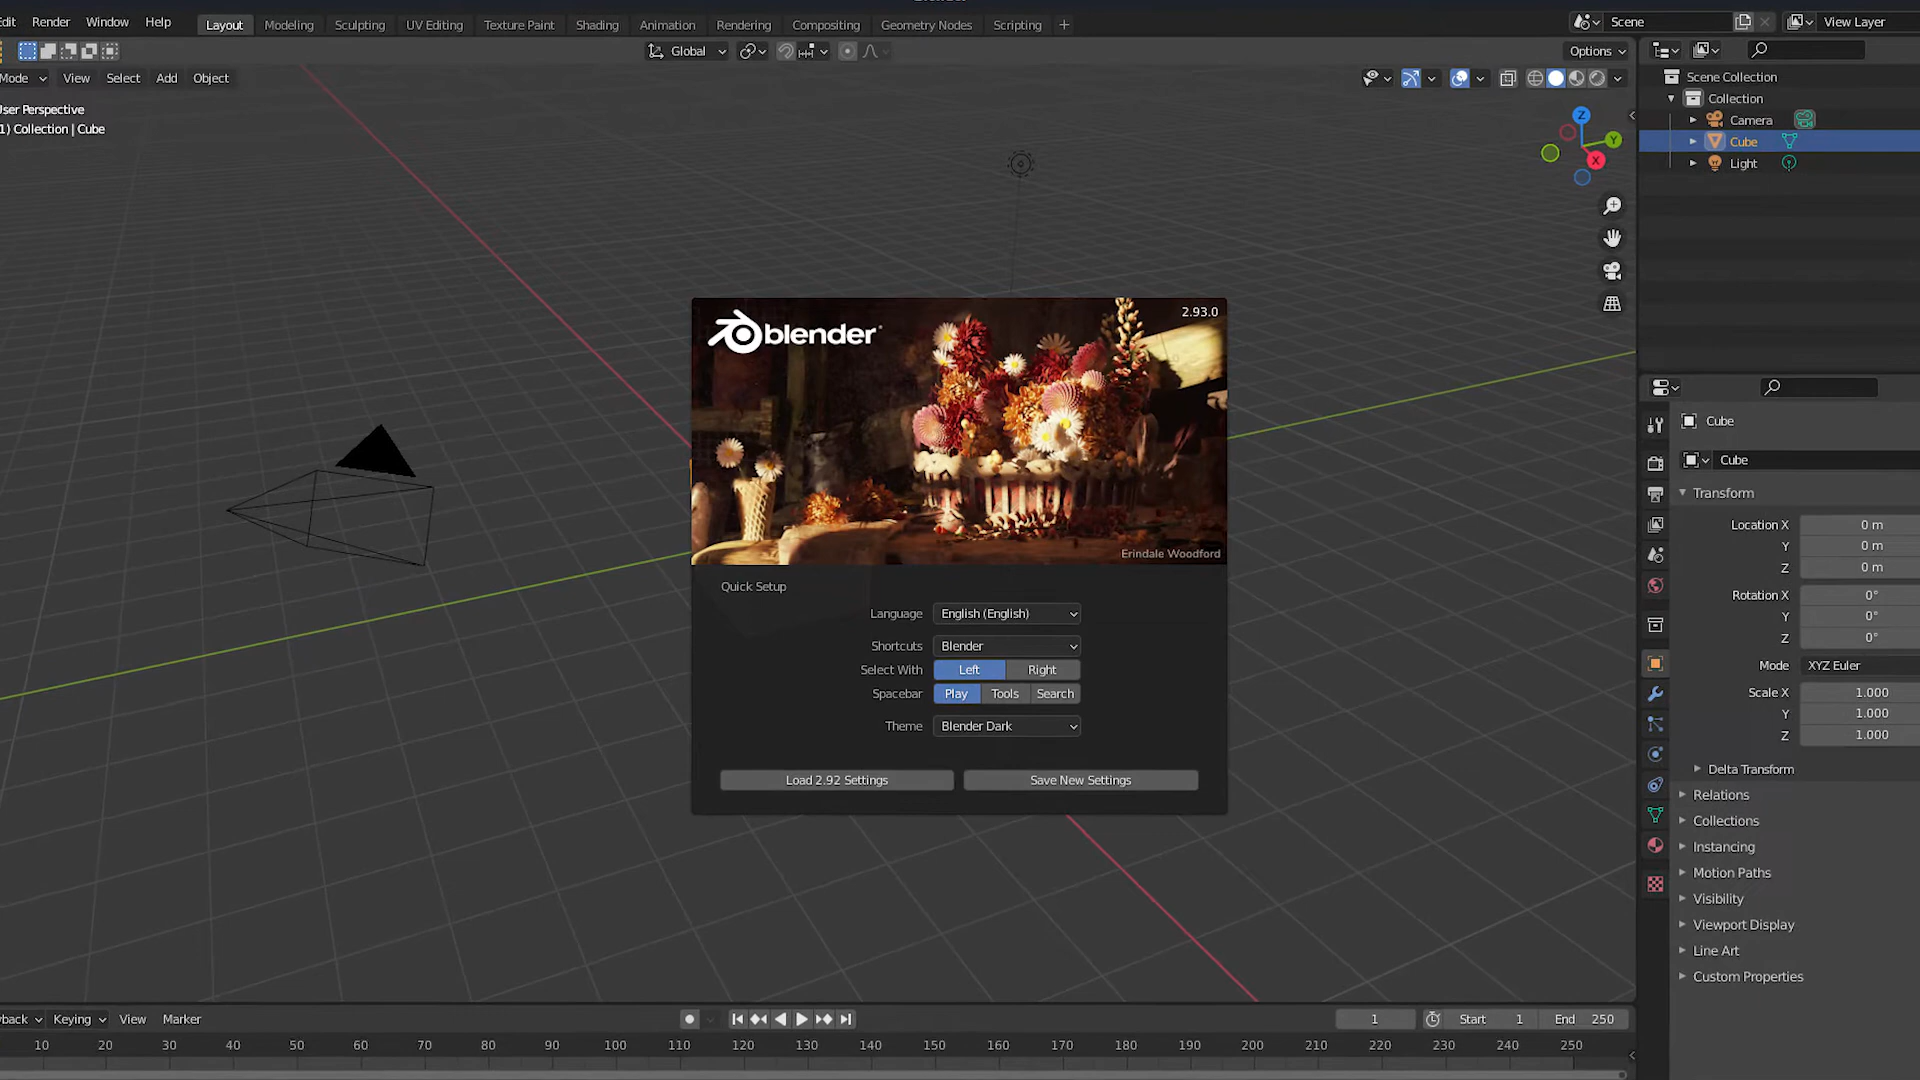 Edit Render Window Help Layout Modeling Sculpting UV Editing Texture Paint Shading Animation Rendering Compositing Geometry Nodes Scripting + Scene View Layer
Global Options
Mode View Select Add Object
User Perspective
1) Collection | Cube
Scene Collection
Collection
Camera
Cube
Light
Z
Y
X
blender
2.93.0
Erindale Woodford
Quick Setup
Language English (English)
Shortcuts Blender
Select With Left Right
Spacebar Play Tools Search
Theme Blender Dark
Load 2.92 Settings Save New Settings
Cube
Cube
Transform
Location X 0 m
Y 0 m
Z 0 m
Rotation X 0°
Y 0°
Z 0°
Mode XYZ Euler
Scale X 1.000
Y 1.000
Z 1.000
Delta Transform
Relations
Collections
Instancing
Motion Paths
Visibility
Viewport Display
Line Art
Custom Properties
yback Keying View Marker 1 Start 1 End 250
10 20 30 40 50 60 70 80 90 100 110 120 130 140 150 160 170 180 190 200 210 220 230 240 250